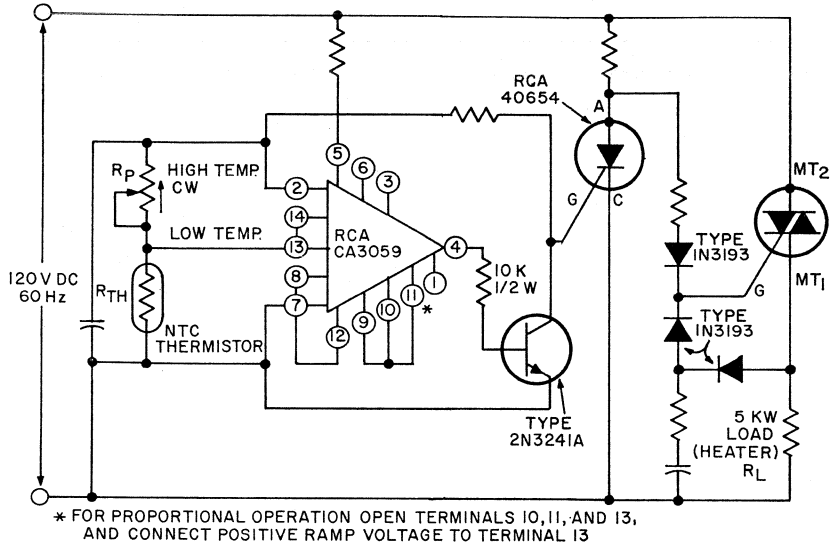 RCA
40654
A
5
6
3
RP
HIGH TEMP.
CW
2
G
C
MT2
14
LOW TEMP.
13
RCA
CA3059
4
TYPE
1N3193
120 V DC
60 Hz
RTH
8
7
10 K
1/2 W
1
MT1
G
NTC
THERMISTOR
12
9
10
11
*
TYPE
1N3193
TYPE
2N3241A
5 KW
LOAD
(HEATER)
RL
* FOR PROPORTIONAL OPERATION OPEN TERMINALS 10, 11, AND 13,
AND CONNECT POSITIVE RAMP VOLTAGE TO TERMINAL 13